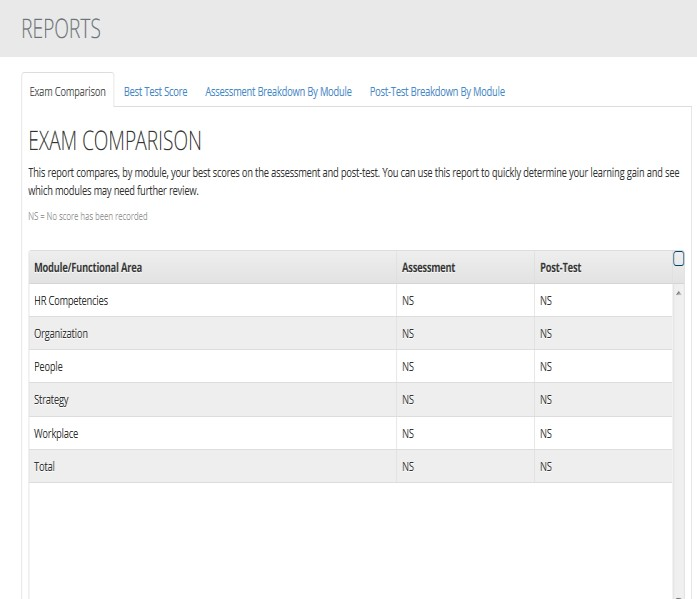 REPORTS
Exam Comparison Best Test Score Assessment Breakdown By Module Post-Test Breakdown By Module
EXAM COMPARISON
This report compares, by module, your best scores on the assessment and post-test. You can use this report to quickly determine your learning gain and see
which modules may need further review.
NS = No score has been recorded
Module/Functional Area Assessment Post-Test
HR Competencies NS NS
Organization NS NS
People NS NS
Strategy NS NS
Workplace NS NS
Total NS NS